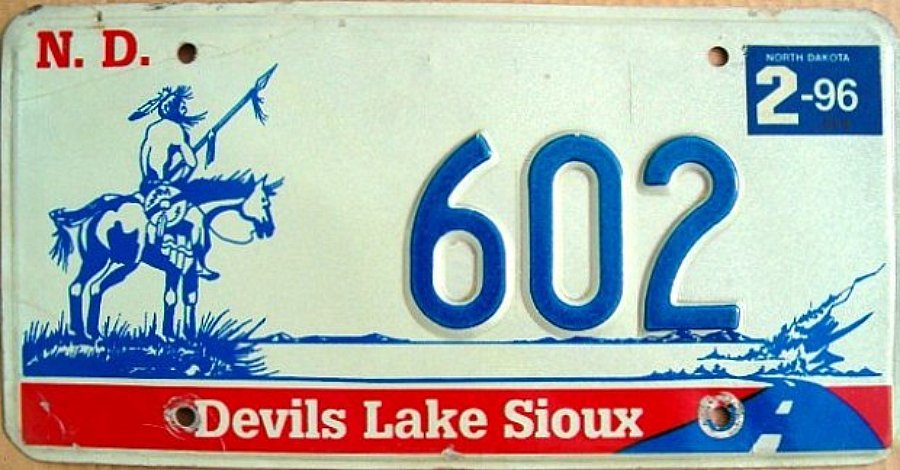 N. D.
NORTH DAKOTA
2-96
602
Devils Lake Sioux